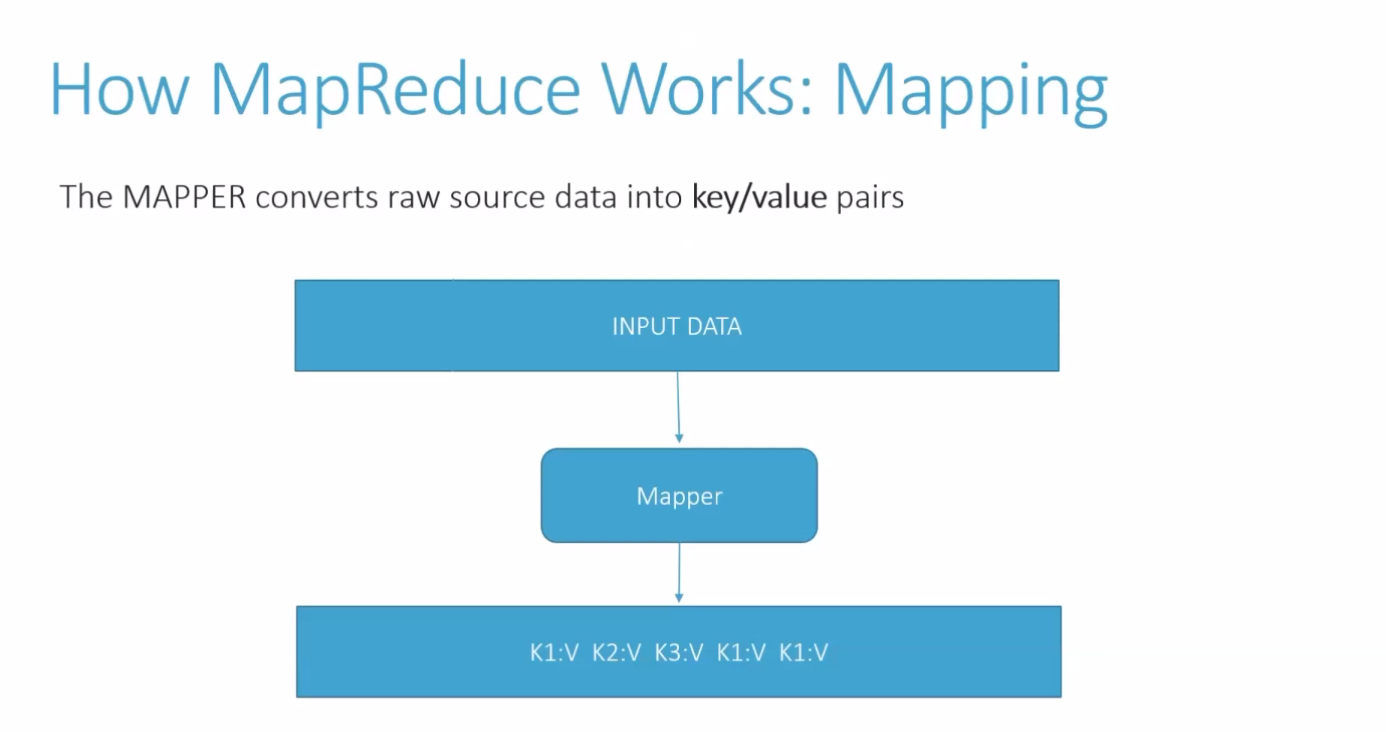 How MapReduce Works: Mapping
The MAPPER converts raw source data into key/value pairs
INPUT DATA
Mapper
K1:V K2:V K3:V K1:V K1:V